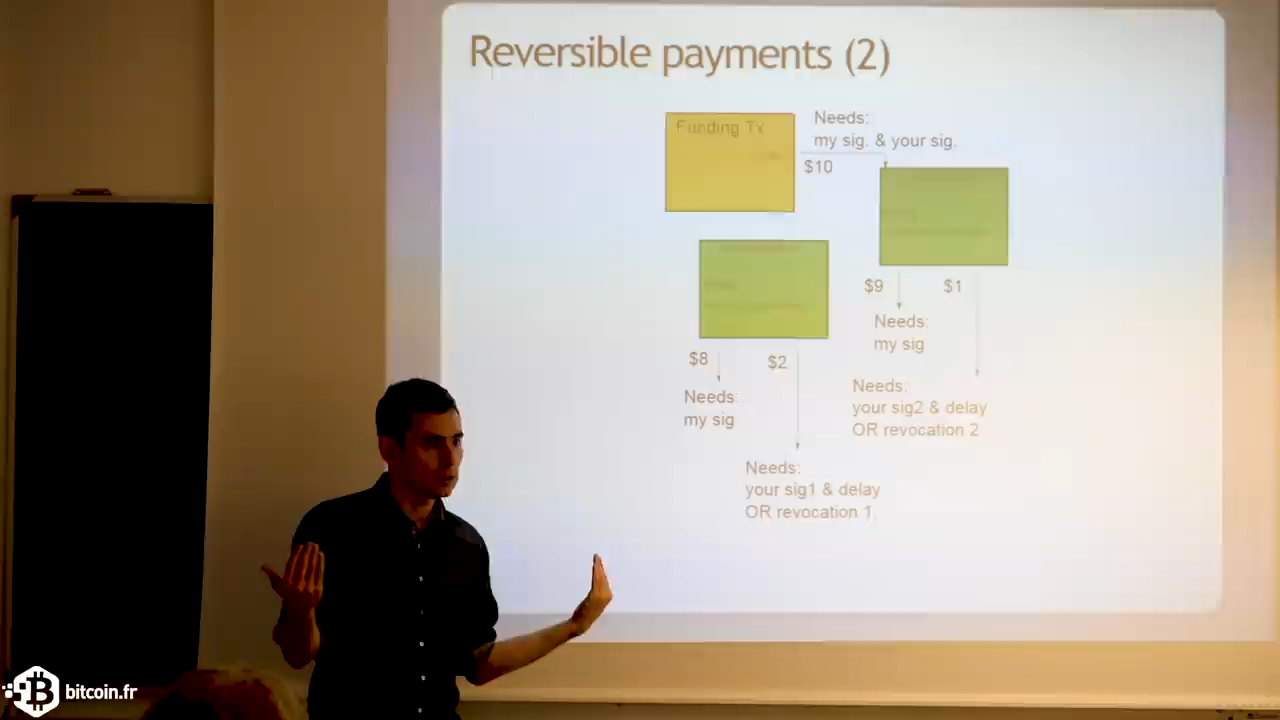 Reversible payments (2)
Funding Tx
Needs:
my sig. & your sig.
$10
$9
$1
Needs:
my sig
Needs:
your sig2 & delay
OR revocation 2
$8
$2
Needs:
my sig
Needs:
your sig1 & delay
OR revocation 1
bitcoin.fr